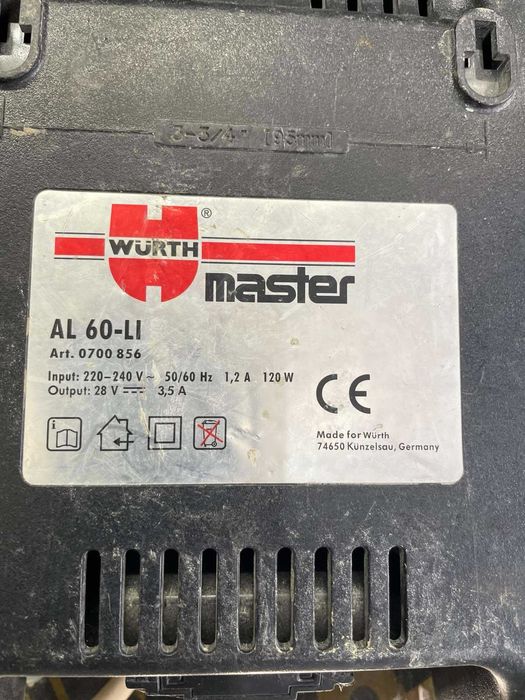 3-3/4" [95mm]
WÜRTH ®
master
AL 60-LI
Art. 0700 856
Input: 220-240 V ~ 50/60 Hz 1,2 A 120 W
Output: 28 V ⎓ 3,5 A
CE
i
Made for Würth
74650 Künzelsau, Germany